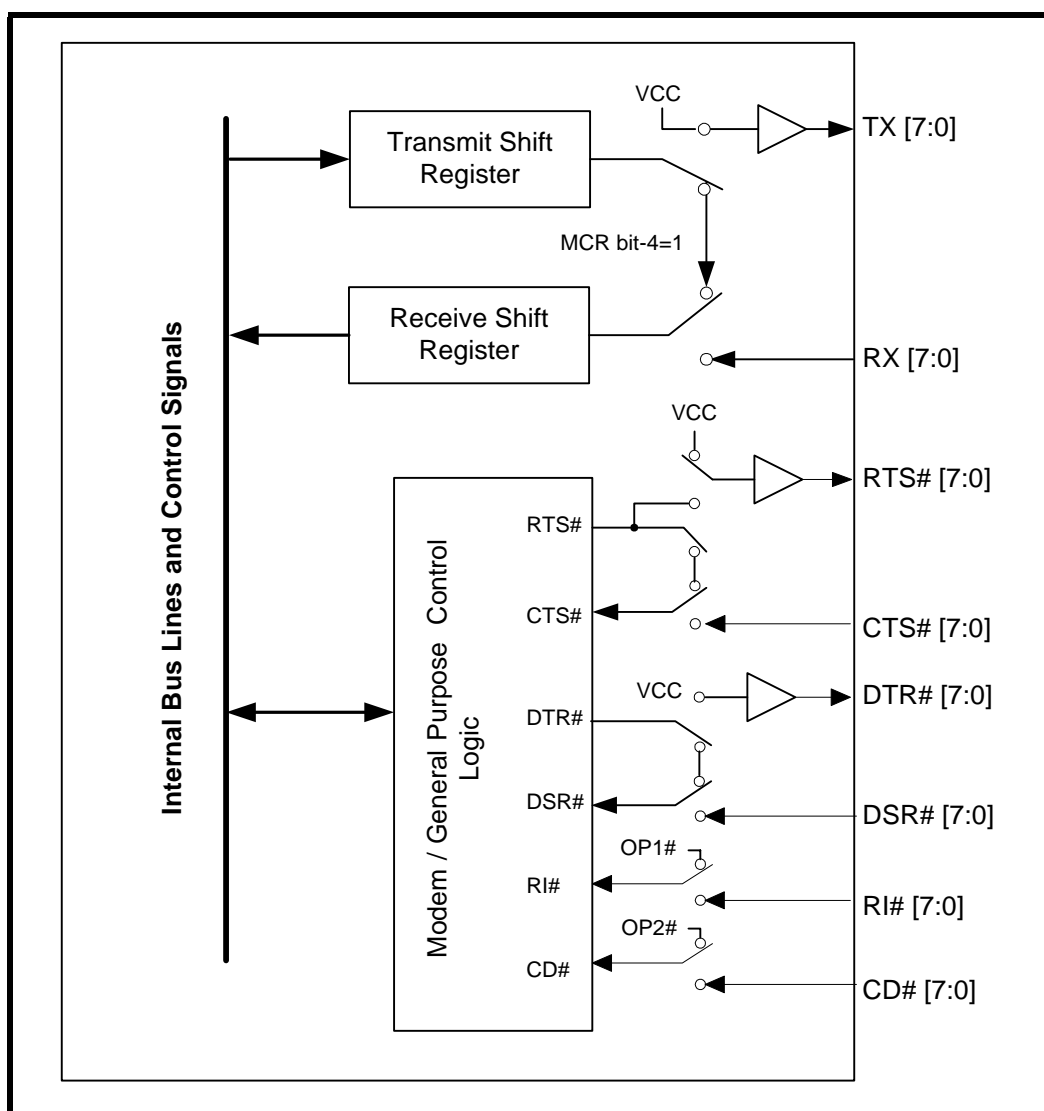 VCC
TX [7:0]
Transmit Shift
Register
MCR bit-4=1
Receive Shift
Register
RX [7:0]
Internal Bus Lines and Control Signals
VCC
RTS# [7:0]
RTS#
CTS#
CTS# [7:0]
Modem / General Purpose Control
Logic
VCC
DTR# [7:0]
DTR#
DSR#
DSR# [7:0]
OP1#
RI#
RI# [7:0]
OP2#
CD#
CD# [7:0]